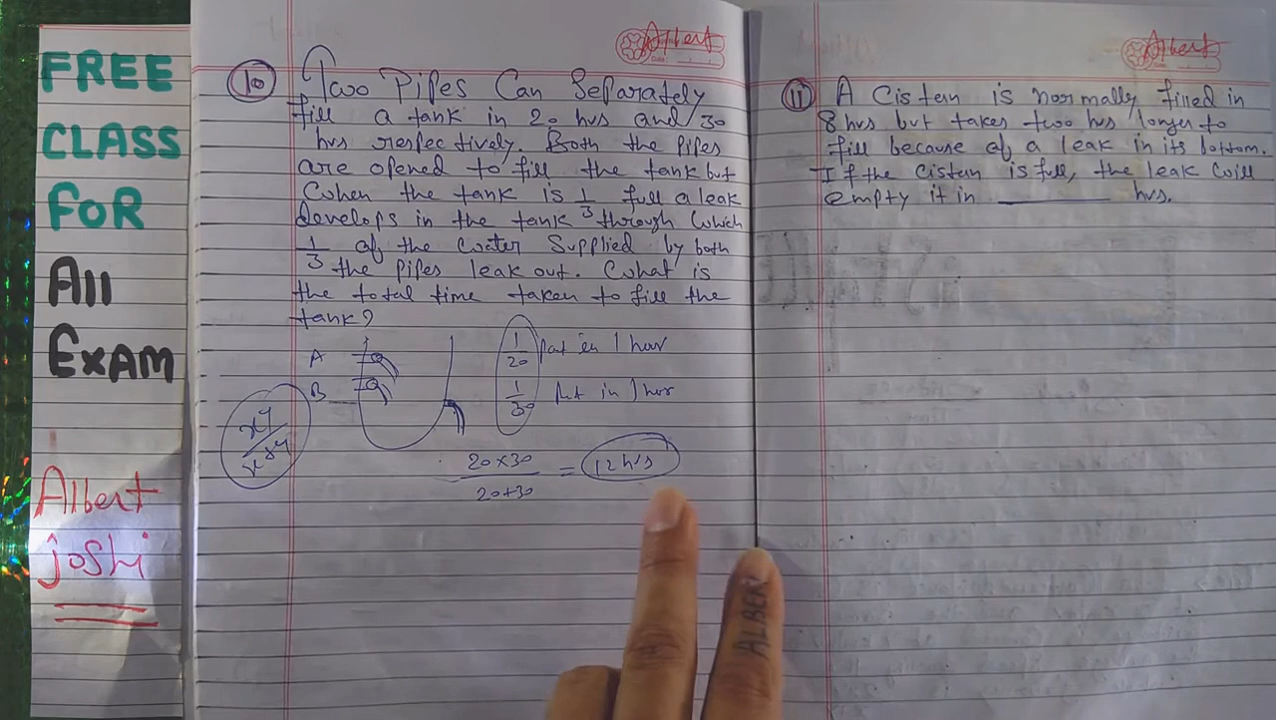 FREE
CLASS
FOR
All
EXAM
Albert
joshi
Albert
10 Two Pipes Can Separately
fill a tank in 20 hrs and 30
hrs respectively. Both the pipes
are opened to fill the tank but
when the tank is 1/3 full a leak
develops in the tank through which
1/3 of the water supplied by both
the pipes leak out. What is
the total time taken to fill the
tank?
A
B
1/20 part in 1 hour
1/30 part in 1 hour
xy/x+y
20×30/20+30 = 12 hrs
Albert
11 A Cistern is normally filled in
8 hrs but takes two hrs longer to
fill because of a leak in its bottom.
If the cistern is full, the leak will
empty it in ______ hrs.
ALBERT